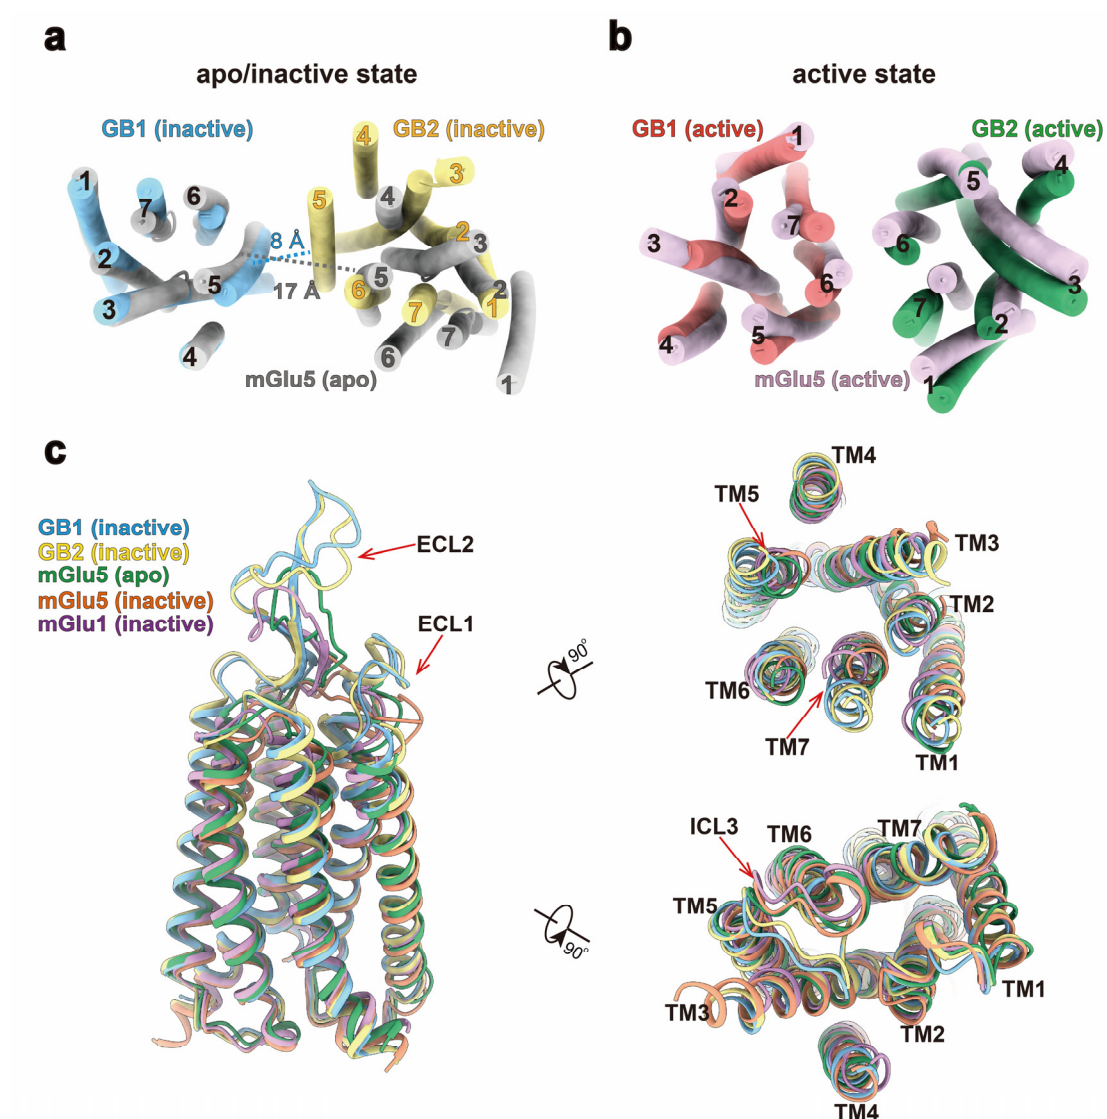 a
apo/inactive state
GB1 (inactive)
GB2 (inactive)
4
3
1
7
6
5
4
2
8 Å
2
3
5
5
17 Å
6
2
3
1
7
7
4
6
mGlu5 (apo)
1
b
active state
GB1 (active)
1
GB2 (active)
4
5
2
7
3
6
6
3
7
2
5
4
mGlu5 (active)
1
c
GB1 (inactive)
GB2 (inactive)
mGlu5 (apo)
mGlu5 (inactive)
mGlu1 (inactive)
ECL2
ECL1
90°
90°
TM4
TM5
TM3
TM2
TM6
TM7
TM1
ICL3
TM6
TM7
TM5
TM3
TM1
TM2
TM4